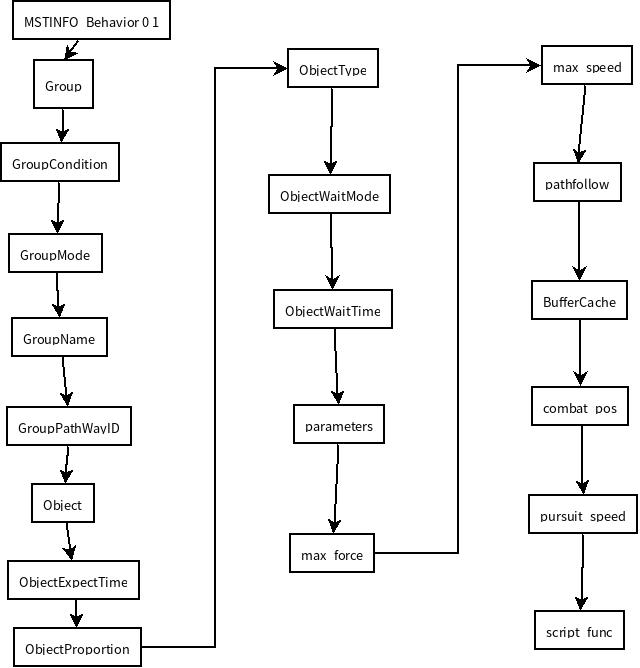 MSTINFO Behavior 0 1
Group
GroupCondition
GroupMode
GroupName
GroupPathWayID
Object
ObjectExpectTime
ObjectProportion
ObjectType
ObjectWaitMode
ObjectWaitTime
parameters
max force
max speed
pathfollow
BufferCache
combat pos
pursuit speed
script func